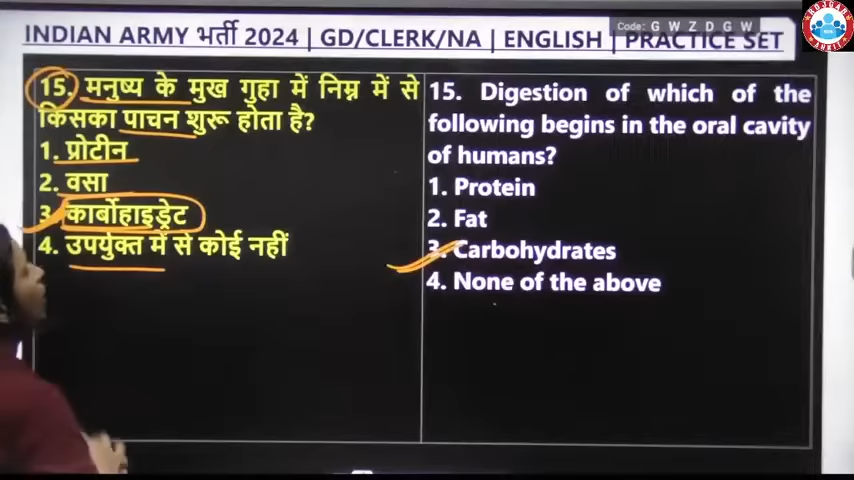 Code: G W Z D G W
INDIAN ARMY भर्ती 2024 | GD/CLERK/NA | ENGLISH | PRACTICE SET
15. मनुष्य के मुख गुहा में निम्न में से
किसका पाचन शुरू होता है?
1. प्रोटीन
2. वसा
3. कार्बोहाइड्रेट
4. उपर्युक्त में से कोई नहीं
15. Digestion of which of the
following begins in the oral cavity
of humans?
1. Protein
2. Fat
3. Carbohydrates
4. None of the above
ANKIT